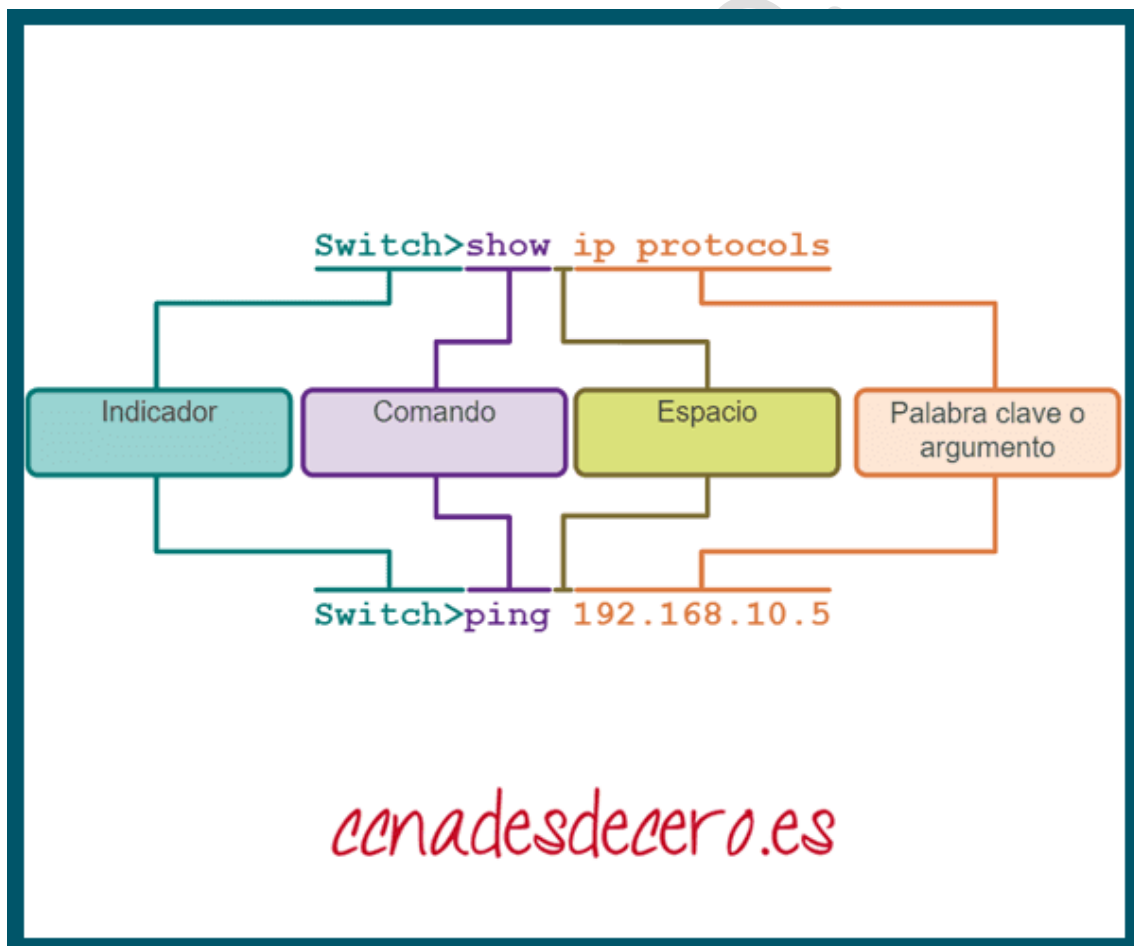 Switch>show ip protocols
Indicador
Comando
Espacio
Palabra clave o
argumento
Switch>ping 192.168.10.5
ccnadesdecero.es